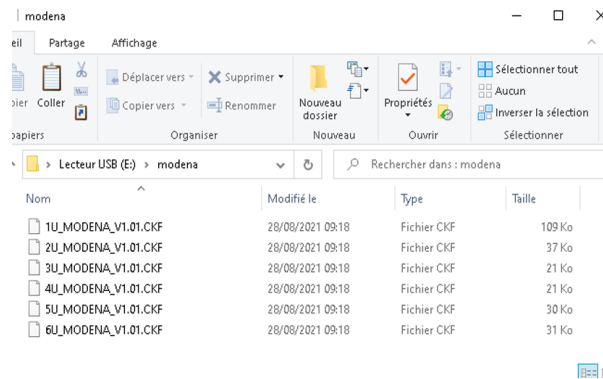 modena
eil Partage Affichage
pier Coller
Déplacer vers Supprimer
Copier vers Renommer
Nouveau dossier
Propriétés
Sélectionner tout
Aucun
Inverser la sélection
papiers Organiser Nouveau Ouvrir Sélectionner
Lecteur USB (E:) modena
Rechercher dans : modena
Nom Modifié le Type Taille
1U_MODENA_V1.01.CKF 28/08/2021 09:18 Fichier CKF 109 Ko
2U_MODENA_V1.01.CKF 28/08/2021 09:18 Fichier CKF 37 Ko
3U_MODENA_V1.01.CKF 28/08/2021 09:18 Fichier CKF 21 Ko
4U_MODENA_V1.01.CKF 28/08/2021 09:18 Fichier CKF 21 Ko
5U_MODENA_V1.01.CKF 28/08/2021 09:18 Fichier CKF 30 Ko
6U_MODENA_V1.01.CKF 28/08/2021 09:18 Fichier CKF 31 Ko